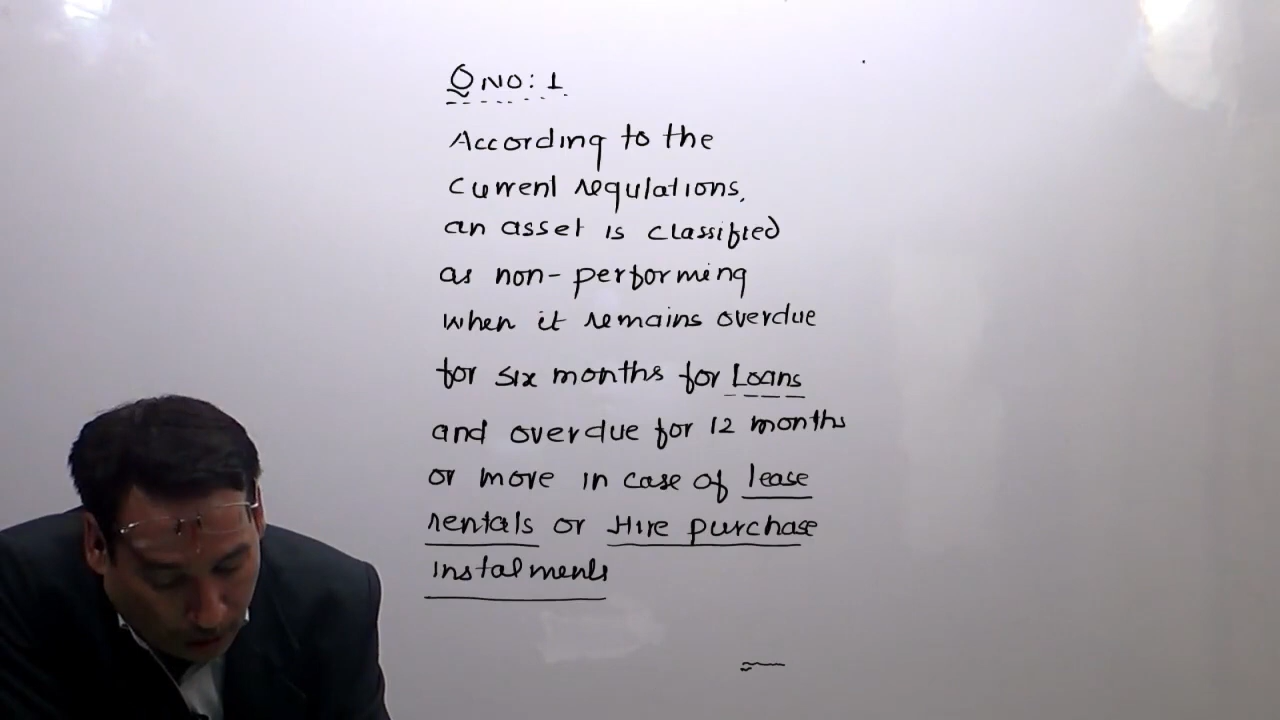 Q NO: 1
According to the
current regulations,
an asset is classified
as non-performing
when it remains overdue
for six months for Loans
and overdue for 12 months
or more in case of lease
rentals or Hire purchase
instalments